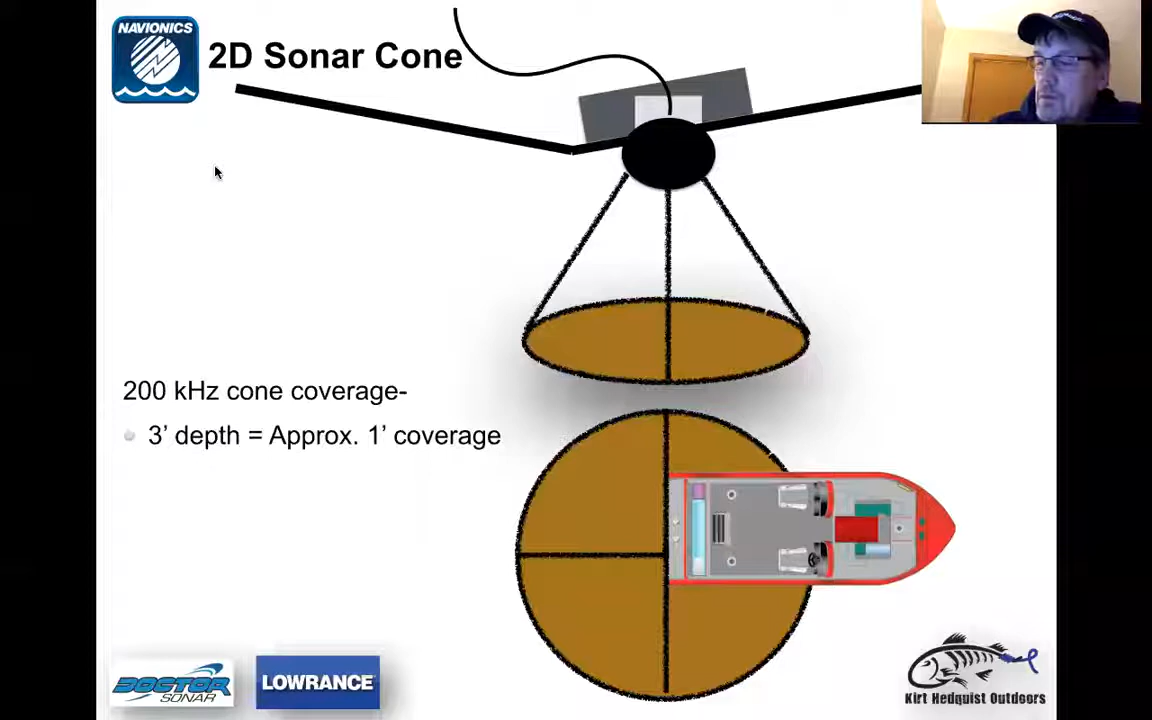 NAVIONICS
2D Sonar Cone
200 kHz cone coverage-
3’ depth = Approx. 1’ coverage
DOCTOR
SONAR
LOWRANCE
Kirt Hedquist Outdoors